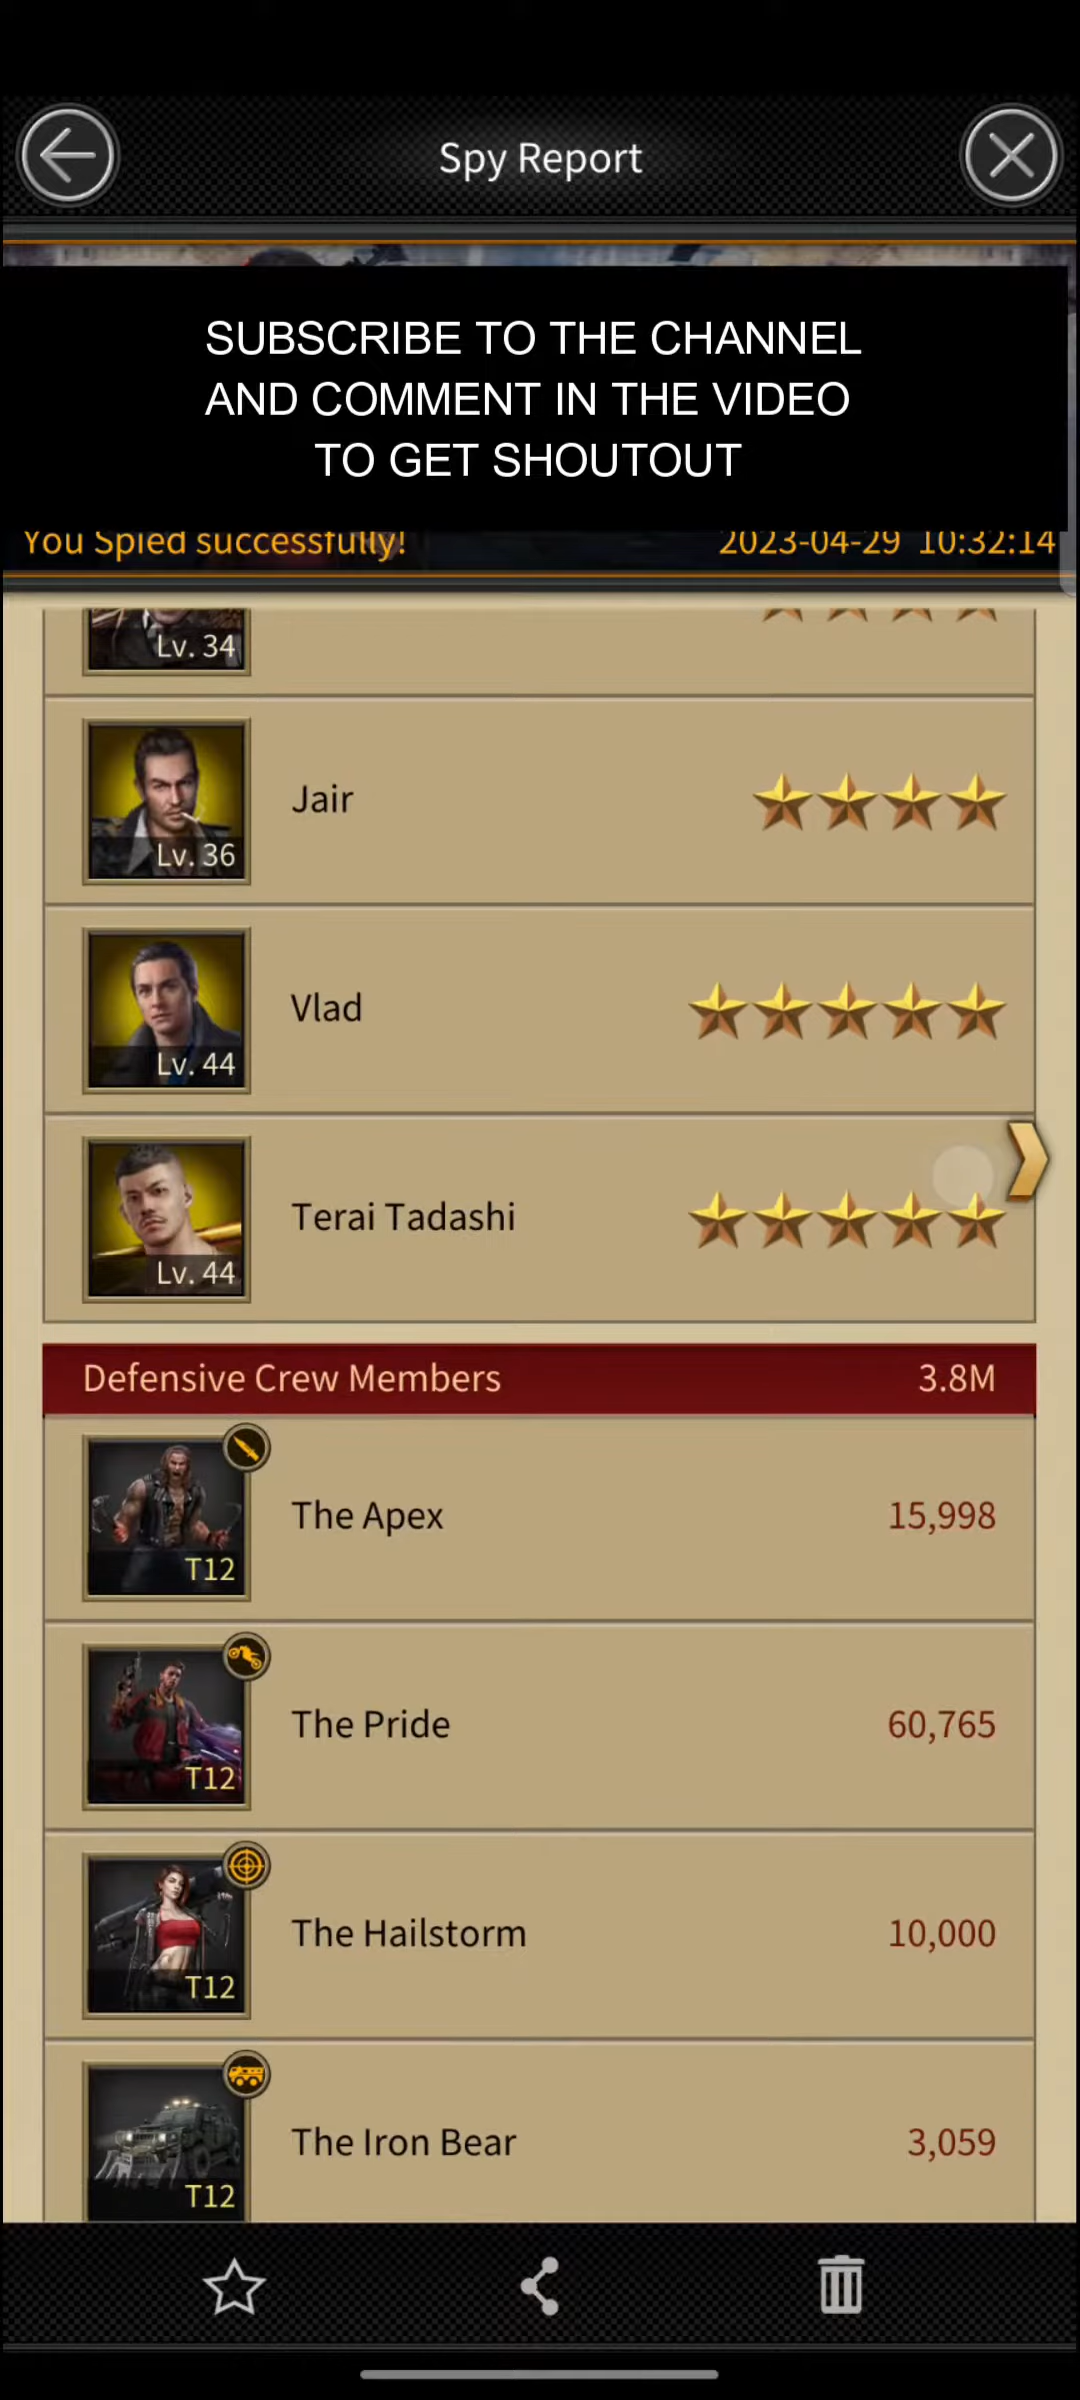 Spy Report
SUBSCRIBE TO THE CHANNEL
AND COMMENT IN THE VIDEO
TO GET SHOUTOUT
You Spied successfully! 2023-04-29 10:32:14
Lv. 34
Jair
Lv. 36
Vlad
Lv. 44
Terai Tadashi
Lv. 44
Defensive Crew Members 3.8M
The Apex 15,998
T12
The Pride 60,765
T12
The Hailstorm 10,000
T12
The Iron Bear 3,059
T12